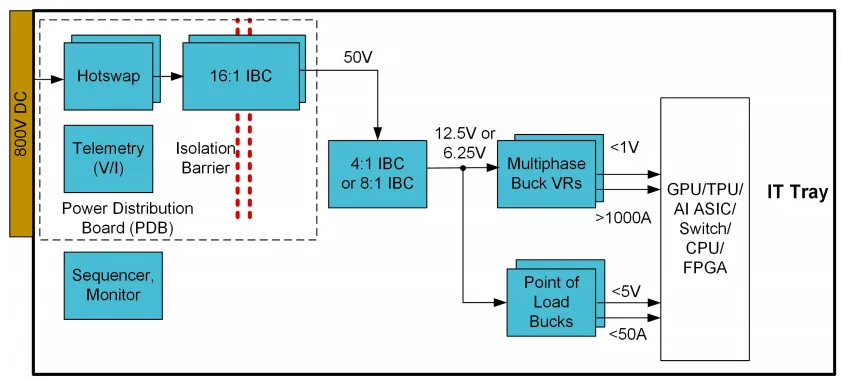 800V DC
Hotswap
16:1 IBC
50V
Telemetry
(V/I)
Isolation
Barrier
Power Distribution
Board (PDB)
Sequencer,
Monitor
4:1 IBC
or 8:1 IBC
12.5V or
6.25V
Multiphase
Buck VRs
<1V
>1000A
Point of
Load
Bucks
<5V
<50A
GPU/TPU/
AI ASIC/
Switch/
CPU/
FPGA
IT Tray